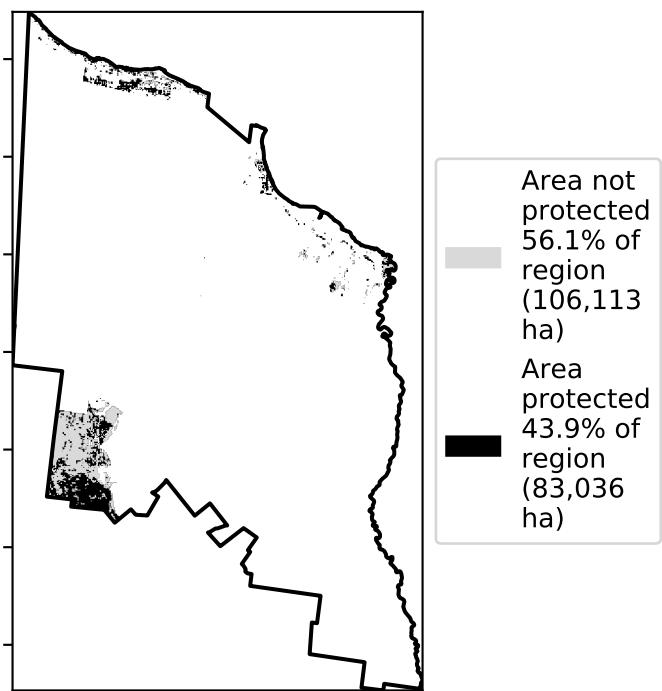 Area not
protected
56.1% of
region
(106,113
ha)
Area
protected
43.9% of
region
(83,036
ha)